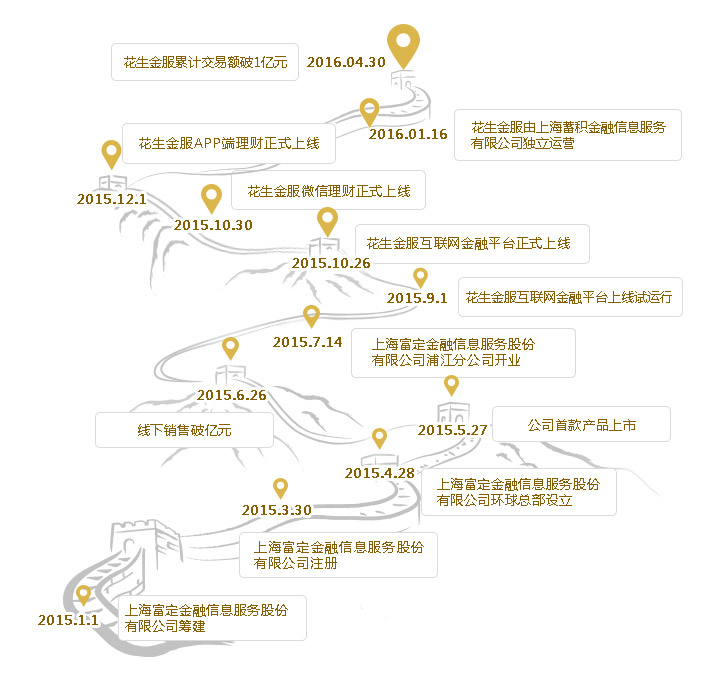 花生金服累计交易额破1亿元
2016.04.30
2016.01.16
花生金服由上海蓄积金融信息服务
有限公司独立运营
花生金服APP端理财正式上线
2015.12.1
花生金服微信理财正式上线
2015.10.30
花生金服互联网金融平台正式上线
2015.10.26
2015.9.1
花生金服互联网金融平台上线试运行
2015.7.14
上海富定金融信息服务股份
有限公司浦江分公司开业
2015.6.26
线下销售破亿元
2015.5.27
公司首款产品上市
2015.4.28
上海富定金融信息服务股份
有限公司环球总部设立
2015.3.30
上海富定金融信息服务股份
有限公司注册
2015.1.1
上海富定金融信息服务股份
有限公司筹建